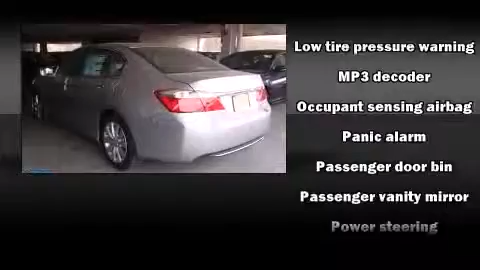 Low tire pressure warning
MP3 decoder
Occupant sensing airbag
Panic alarm
Passenger door bin
Passenger vanity mirror
Power steering